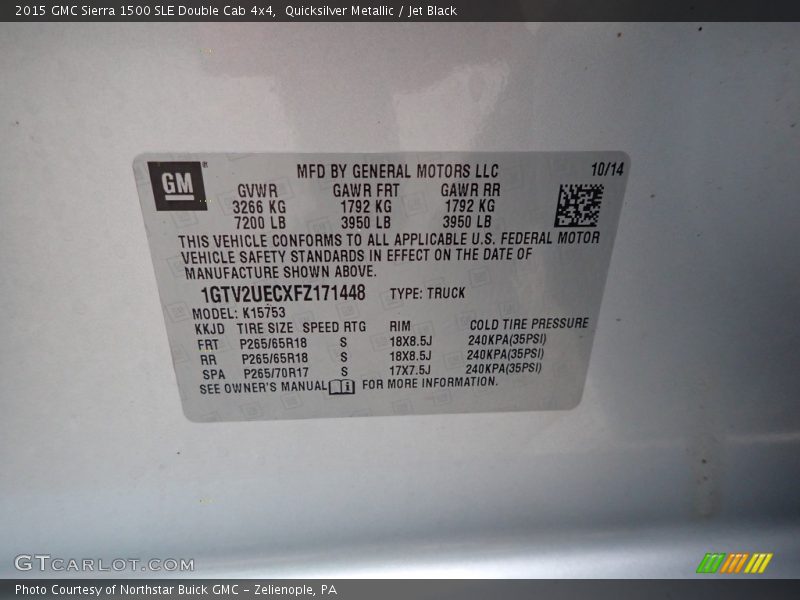 2015 GMC Sierra 1500 SLE Double Cab 4x4, Quicksilver Metallic / Jet Black
GM ® MFD BY GENERAL MOTORS LLC 10/14
GVWR GAWR FRT GAWR RR
3266 KG 1792 KG 1792 KG
7200 LB 3950 LB 3950 LB
THIS VEHICLE CONFORMS TO ALL APPLICABLE U.S. FEDERAL MOTOR
VEHICLE SAFETY STANDARDS IN EFFECT ON THE DATE OF
MANUFACTURE SHOWN ABOVE.
1GTV2UECXFZ171448 TYPE: TRUCK
MODEL: K15753
KKJD TIRE SIZE SPEED RTG RIM COLD TIRE PRESSURE
FRT P265/65R18 S 18X8.5J 240KPA(35PSI)
RR P265/65R18 S 18X8.5J 240KPA(35PSI)
SPA P265/70R17 S 17X7.5J 240KPA(35PSI)
SEE OWNER'S MANUAL i FOR MORE INFORMATION.
GTCARLOT.COM
Photo Courtesy of Northstar Buick GMC - Zelienople, PA